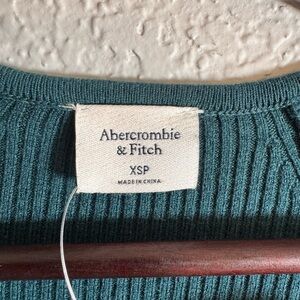 Abercrombie
& Fitch
XSP
MADE IN CHINA